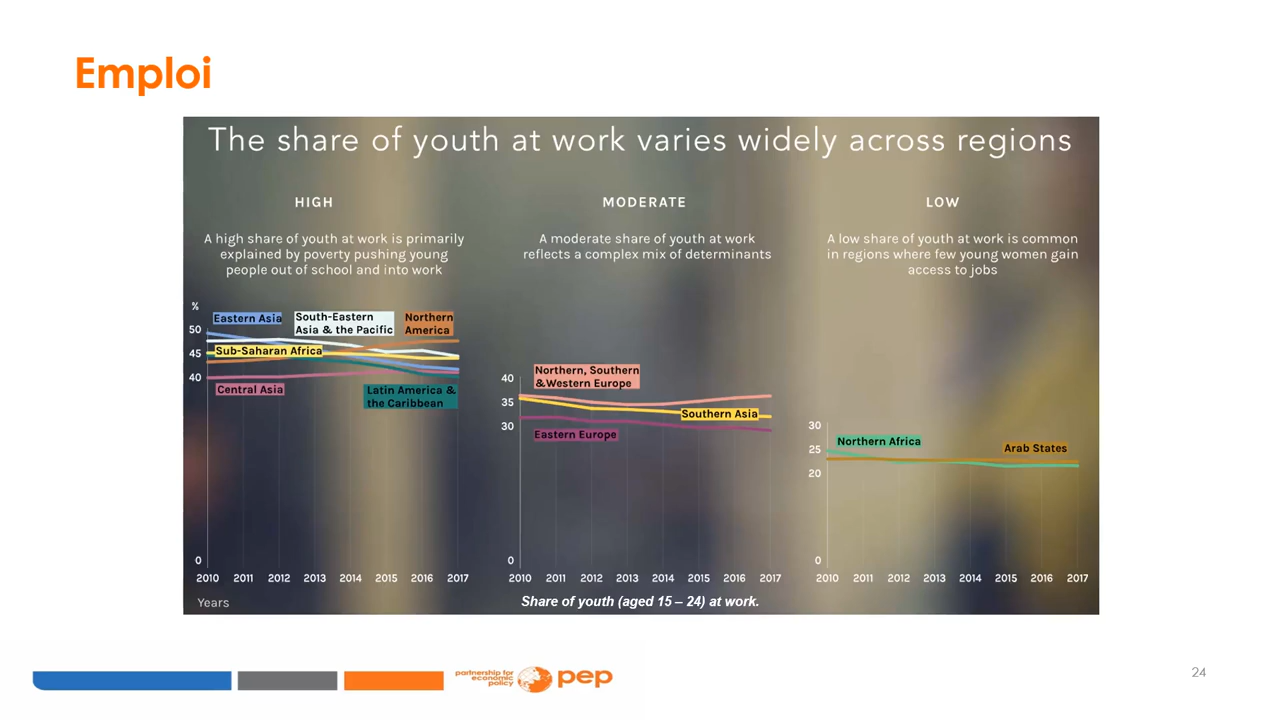 Emploi
The share of youth at work varies widely across regions
HIGH
A high share of youth at work is primarily
explained by poverty pushing young
people out of school and into work
%
50
45
40
0
Eastern Asia
South-Eastern
Asia & the Pacific
Northern
America
Sub-Saharan Africa
Central Asia
Latin America &
the Caribbean
2010 2011 2012 2013 2014 2015 2016 2017
Years
MODERATE
A moderate share of youth at work
reflects a complex mix of determinants
40
35
30
0
Northern, Southern
&Western Europe
Southern Asia
Eastern Europe
2010 2011 2012 2013 2014 2015 2016 2017
Share of youth (aged 15 – 24) at work.
LOW
A low share of youth at work is common
in regions where few young women gain
access to jobs
30
25
20
0
Northern Africa
Arab States
2010 2011 2012 2013 2014 2015 2016 2017
partnership for
economic
policy
pep
24